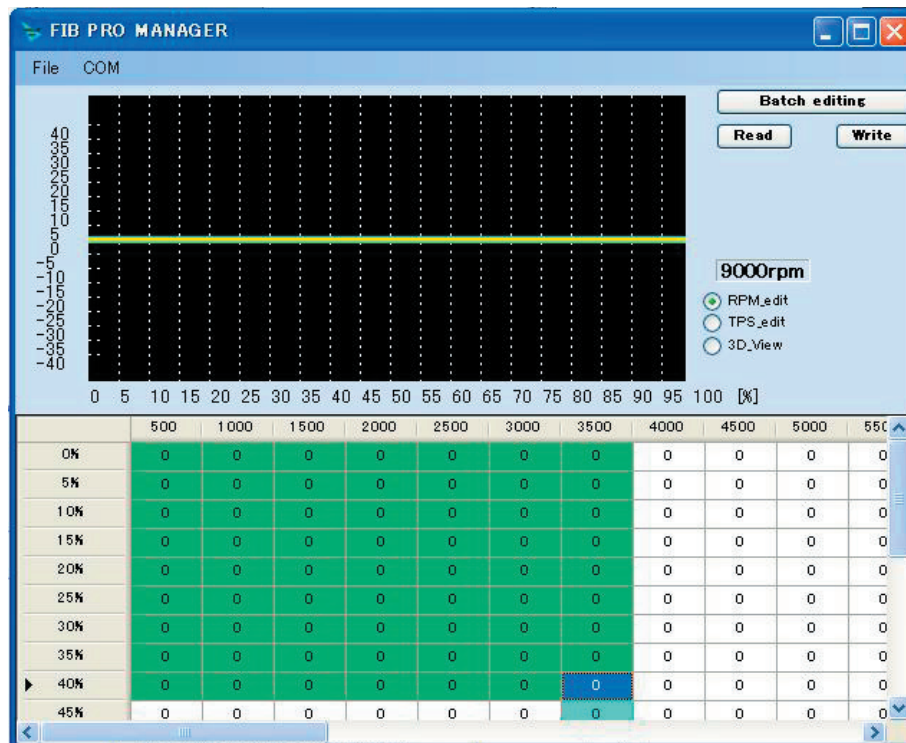 FIB PRO MANAGER
File COM
Batch editing
Read Write
40
35
30
25
20
15
10
5
0
-5
-10
-15
-20
-25
-30
-35
-40
9000rpm
RPM_edit
TPS_edit
3D_View
0 5 10 15 20 25 30 35 40 45 50 55 60 65 70 75 80 85 90 95 100 [%]
500 1000 1500 2000 2500 3000 3500 4000 4500 5000
0% 0 0 0 0 0 0 0 0 0 0 0
5% 0 0 0 0 0 0 0 0 0 0 0
10% 0 0 0 0 0 0 0 0 0 0 0
15% 0 0 0 0 0 0 0 0 0 0 0
20% 0 0 0 0 0 0 0 0 0 0 0
25% 0 0 0 0 0 0 0 0 0 0 0
30% 0 0 0 0 0 0 0 0 0 0 0
35% 0 0 0 0 0 0 0 0 0 0 0
40% 0 0 0 0 0 0 0 0 0 0 0
45% 0 0 0 0 0 0 0 0 0 0 0